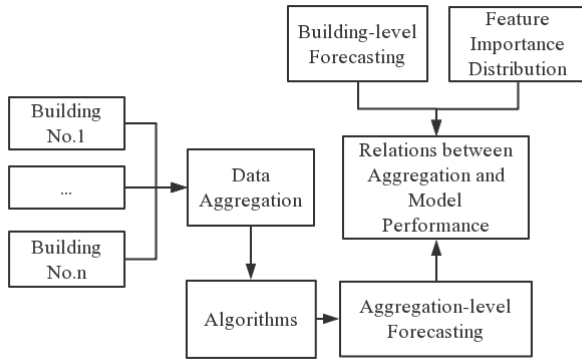 Building-level
Forecasting
Feature
Importance
Distribution
Building
No.1
...
Building
No.n
Data
Aggregation
Relations between
Aggregation and
Model
Performance
Algorithms
Aggregation-level
Forecasting